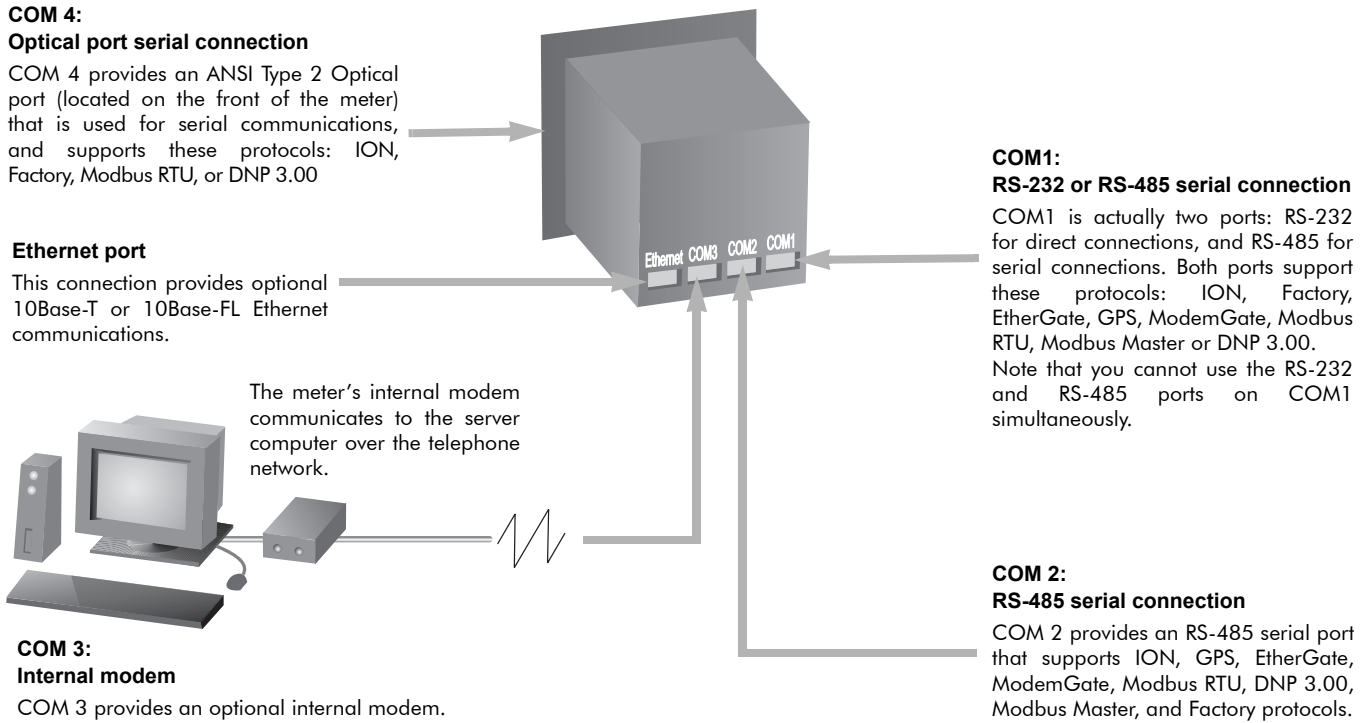 COM 4:
Optical port serial connection
COM 4 provides an ANSI Type 2 Optical
port (located on the front of the meter)
that is used for serial communications,
and supports these protocols: ION,
Factory, Modbus RTU, or DNP 3.00
Ethernet port
This connection provides optional
10Base-T or 10Base-FL Ethernet
communications.
Ethernet COM3 COM2 COM1
COM1:
RS-232 or RS-485 serial connection
COM1 is actually two ports: RS-232
for direct connections, and RS-485 for
serial connections. Both ports support
these protocols: ION, Factory,
EtherGate, GPS, ModemGate, Modbus
RTU, Modbus Master or DNP 3.00.
Note that you cannot use the RS-232
and RS-485 ports on COM1
simultaneously.
The meter's internal modem
communicates to the server
computer over the telephone
network.
COM 3:
Internal modem
COM 3 provides an optional internal modem.
COM 2:
RS-485 serial connection
COM 2 provides an RS-485 serial port
that supports ION, GPS, EtherGate,
ModemGate, Modbus RTU, DNP 3.00,
Modbus Master, and Factory protocols.